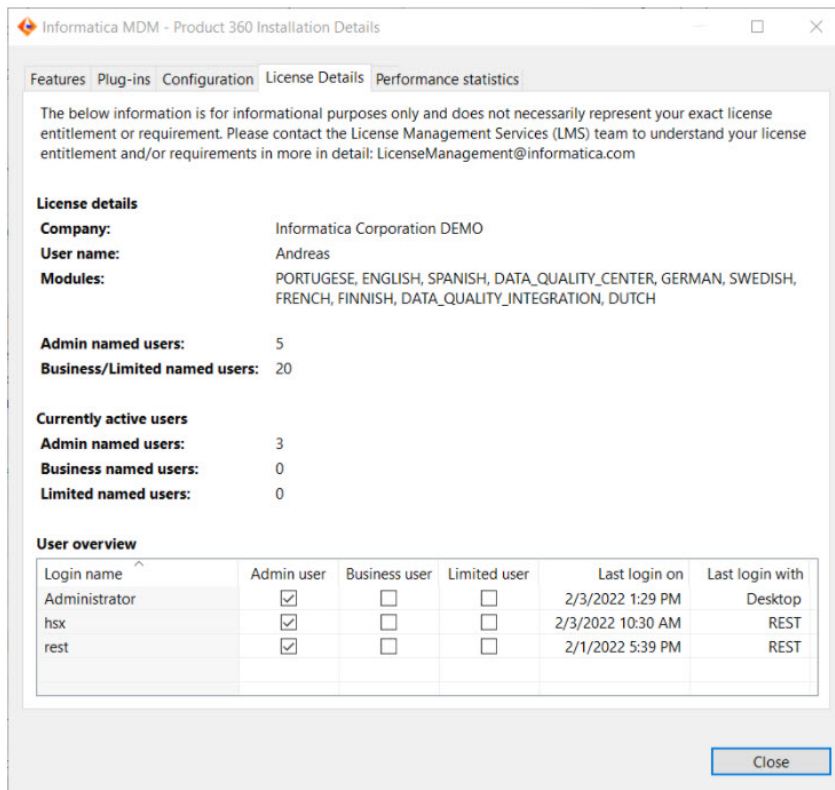 Informatica MDM - Product 360 Installation Details
Features Plug-ins Configuration License Details Performance statistics
The below information is for informational purposes only and does not necessarily represent your exact license
entitlement or requirement. Please contact the License Management Services (LMS) team to understand your license
entitlement and/or requirements in more in detail: LicenseManagement@informatica.com
License details
Company: Informatica Corporation DEMO
User name: Andreas
Modules: PORTUGESE, ENGLISH, SPANISH, DATA_QUALITY_CENTER, GERMAN, SWEDISH,
FRENCH, FINNISH, DATA_QUALITY_INTEGRATION, DUTCH
Admin named users: 5
Business/Limited named users: 20
Currently active users
Admin named users: 3
Business named users: 0
Limited named users: 0
User overview
Login name Admin user Business user Limited user Last login on Last login with
Administrator 2/3/2022 1:29 PM Desktop
hsx 2/3/2022 10:30 AM REST
rest 2/1/2022 5:39 PM REST
Close